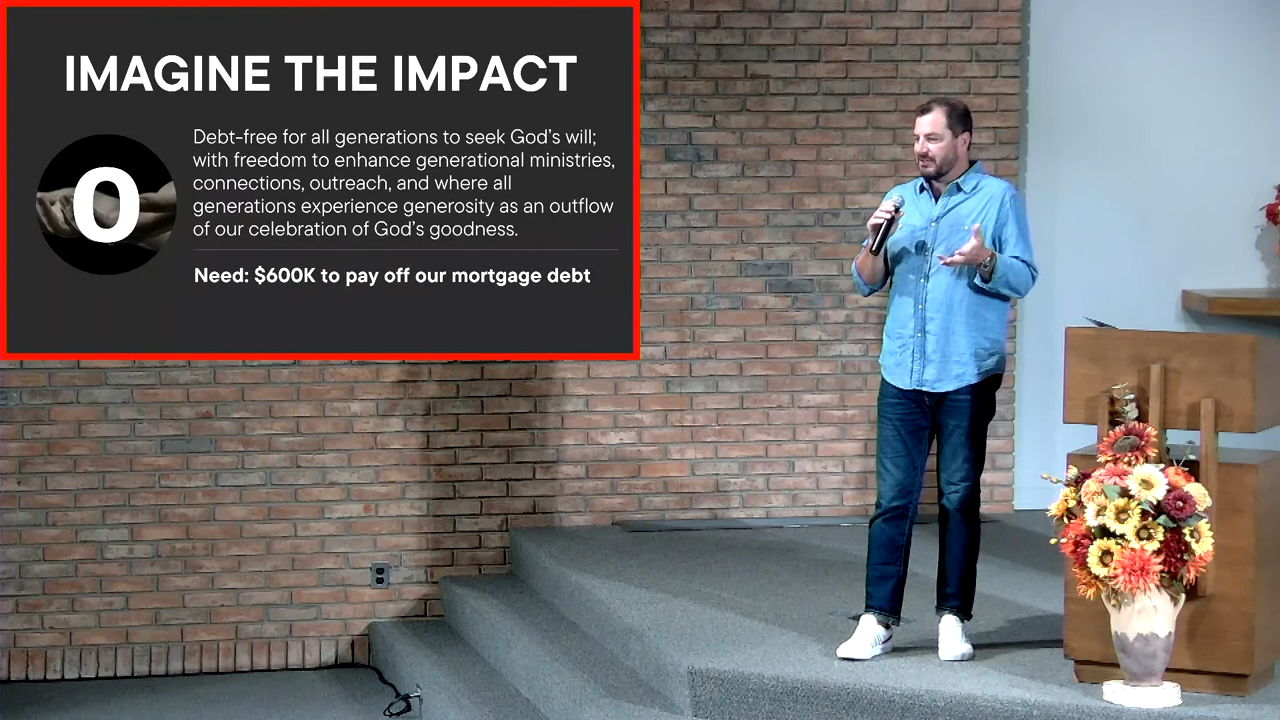 IMAGINE THE IMPACT
0
Debt-free for all generations to seek God's will;
with freedom to enhance generational ministries,
connections, outreach, and where all
generations experience generosity as an outflow
of our celebration of God's goodness.
Need: $600K to pay off our mortgage debt